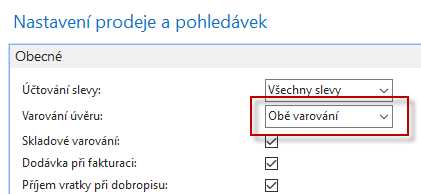 Nastavení prodeje a pohledávek
Obecné
Účtování slevy: Všechny slevy
Varování úvěru: Obě varování
Skladové varování:
Dodávka při fakturaci:
Příjem vratky při dobropisu: